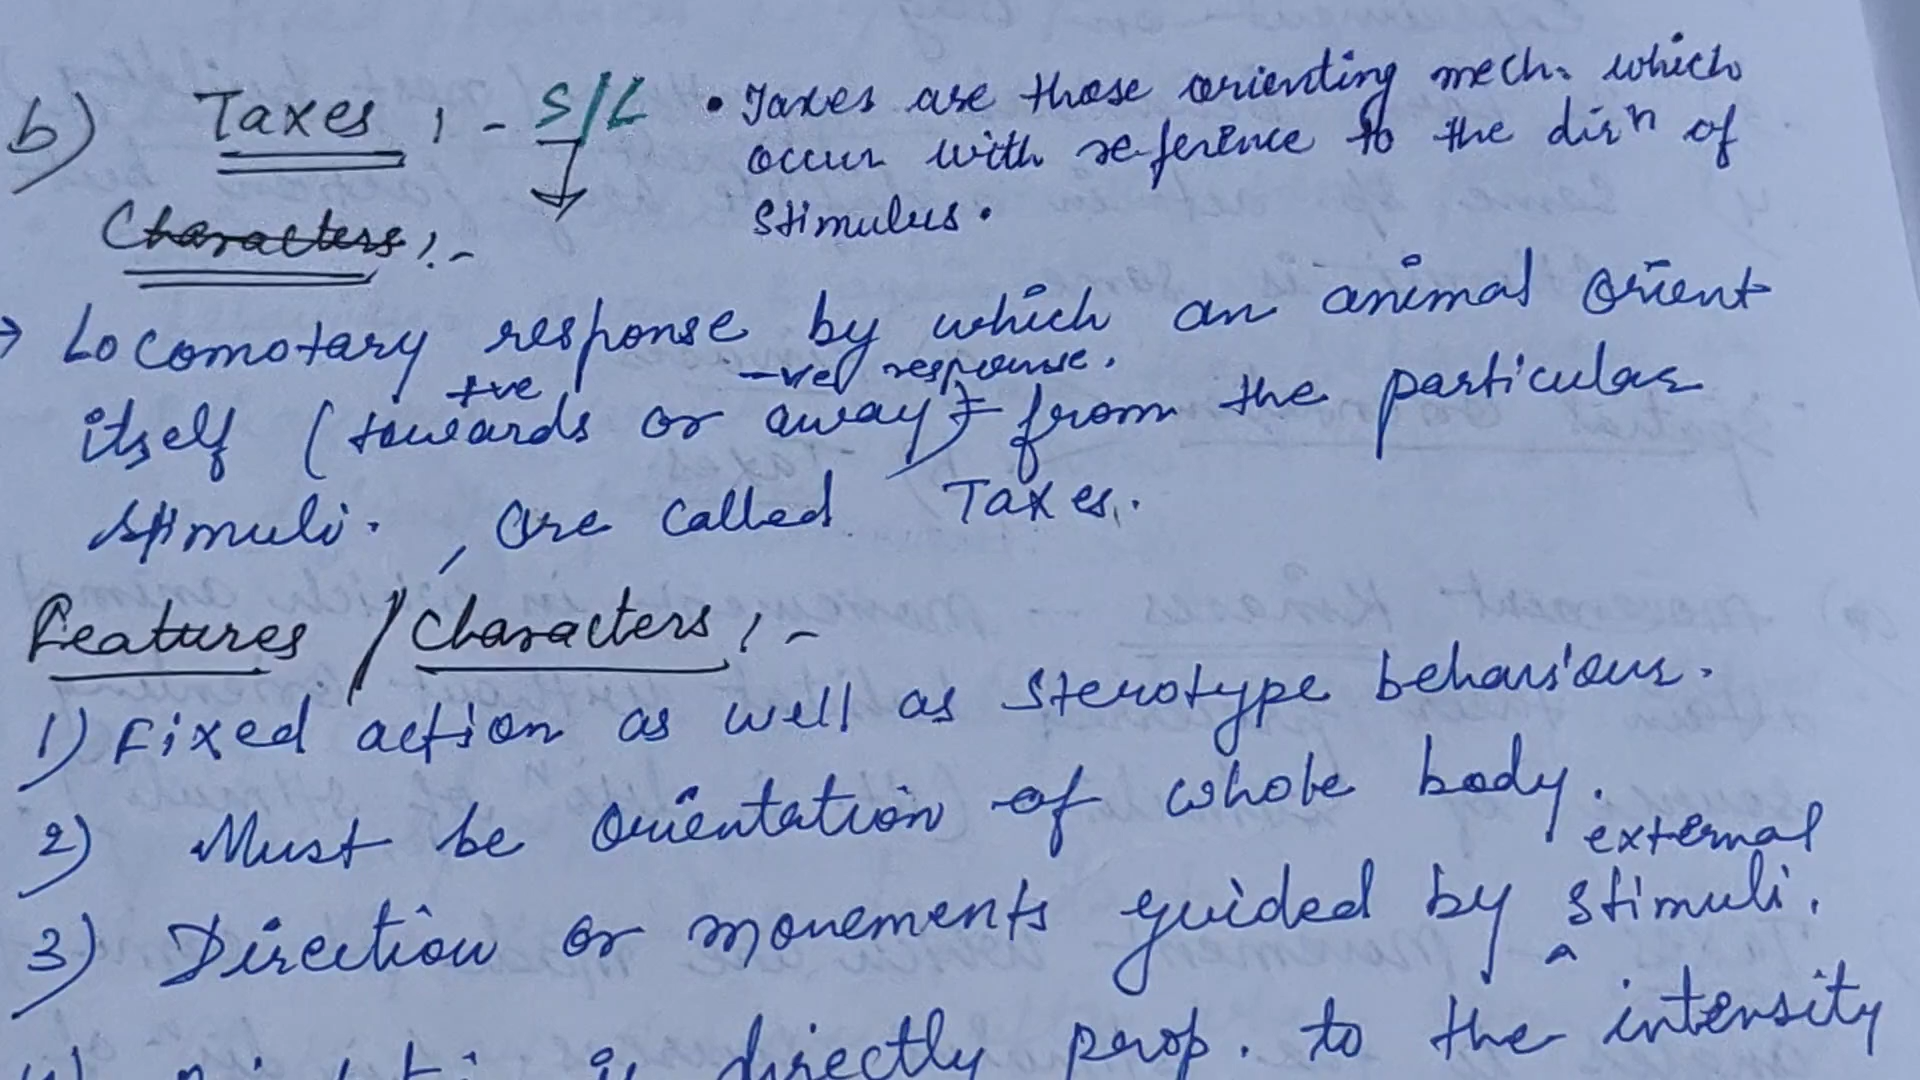 b) Taxes :- S/L • Taxes are those orienting mech. which
occur with reference to the dirⁿ of
stimulus.
Characters :-
→ Locomotary response by which an animal orient
+ve -ve response.
itself (towards or away) from the particular
stimuli. , are called Taxes.
Features / Characters :-
1) Fixed action as well as sterotype behaviour.
2) Must be orientation of whole body.
external
3) Direction or movements guided by ^ stimuli.
is directly prop. to the intensity